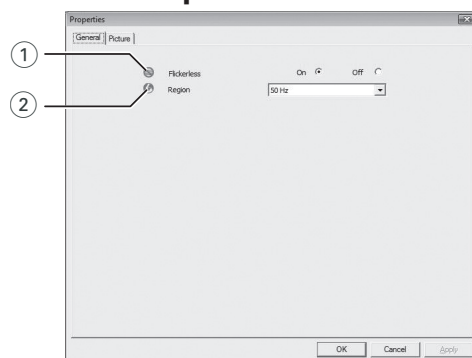 Properties
General Picture
1 Flickerless On Off
2 Region 50 Hz
OK Cancel Apply